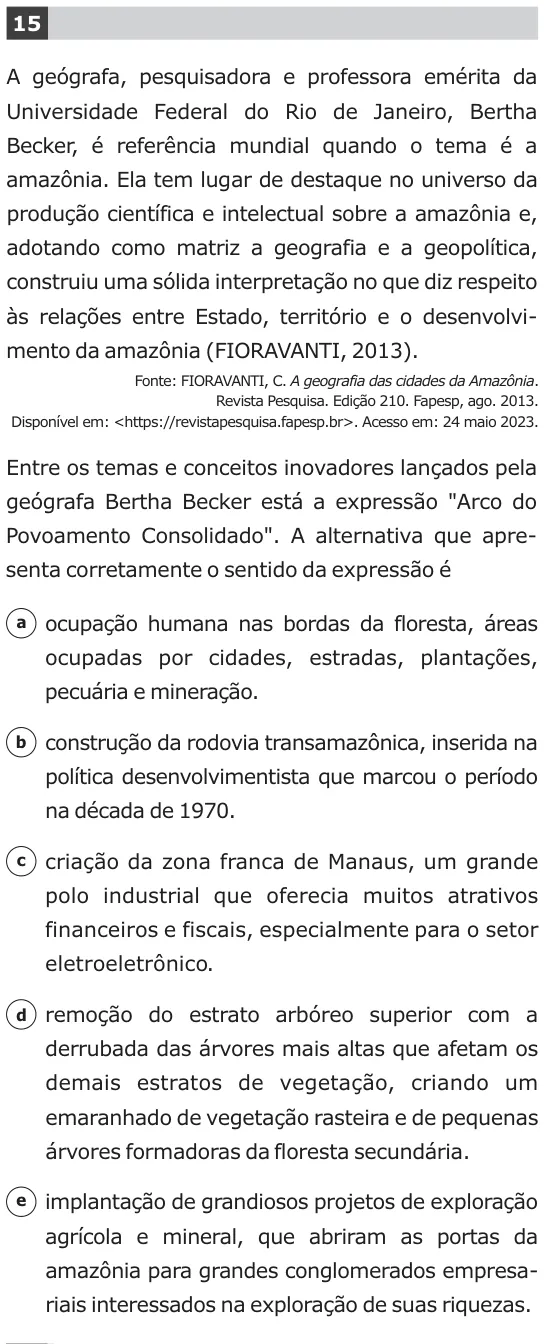 15
A geógrafa, pesquisadora e professora emérita da
Universidade Federal do Rio de Janeiro, Bertha
Becker, é referência mundial quando o tema é a
amazônia. Ela tem lugar de destaque no universo da
produção científica e intelectual sobre a amazônia e,
adotando como matriz a geografia e a geopolítica,
construiu uma sólida interpretação no que diz respeito
às relações entre Estado, território e o desenvolvi-
mento da amazônia (FIORAVANTI, 2013).
Fonte: FIORAVANTI, C. A geografia das cidades da Amazônia.
Revista Pesquisa. Edição 210. Fapesp, ago. 2013.
Disponível em: <https://revistapesquisa.fapesp.br>. Acesso em: 24 maio 2023.
Entre os temas e conceitos inovadores lançados pela
geógrafa Bertha Becker está a expressão "Arco do
Povoamento Consolidado". A alternativa que apre-
senta corretamente o sentido da expressão é
a ocupação humana nas bordas da floresta, áreas
ocupadas por cidades, estradas, plantações,
pecuária e mineração.
b construção da rodovia transamazônica, inserida na
política desenvolvimentista que marcou o período
na década de 1970.
c criação da zona franca de Manaus, um grande
polo industrial que oferecia muitos atrativos
financeiros e fiscais, especialmente para o setor
eletroeletrônico.
d remoção do estrato arbóreo superior com a
derrubada das árvores mais altas que afetam os
demais estratos de vegetação, criando um
emaranhado de vegetação rasteira e de pequenas
árvores formadoras da floresta secundária.
e implantação de grandiosos projetos de exploração
agrícola e mineral, que abriram as portas da
amazônia para grandes conglomerados empresa-
riais interessados na exploração de suas riquezas.